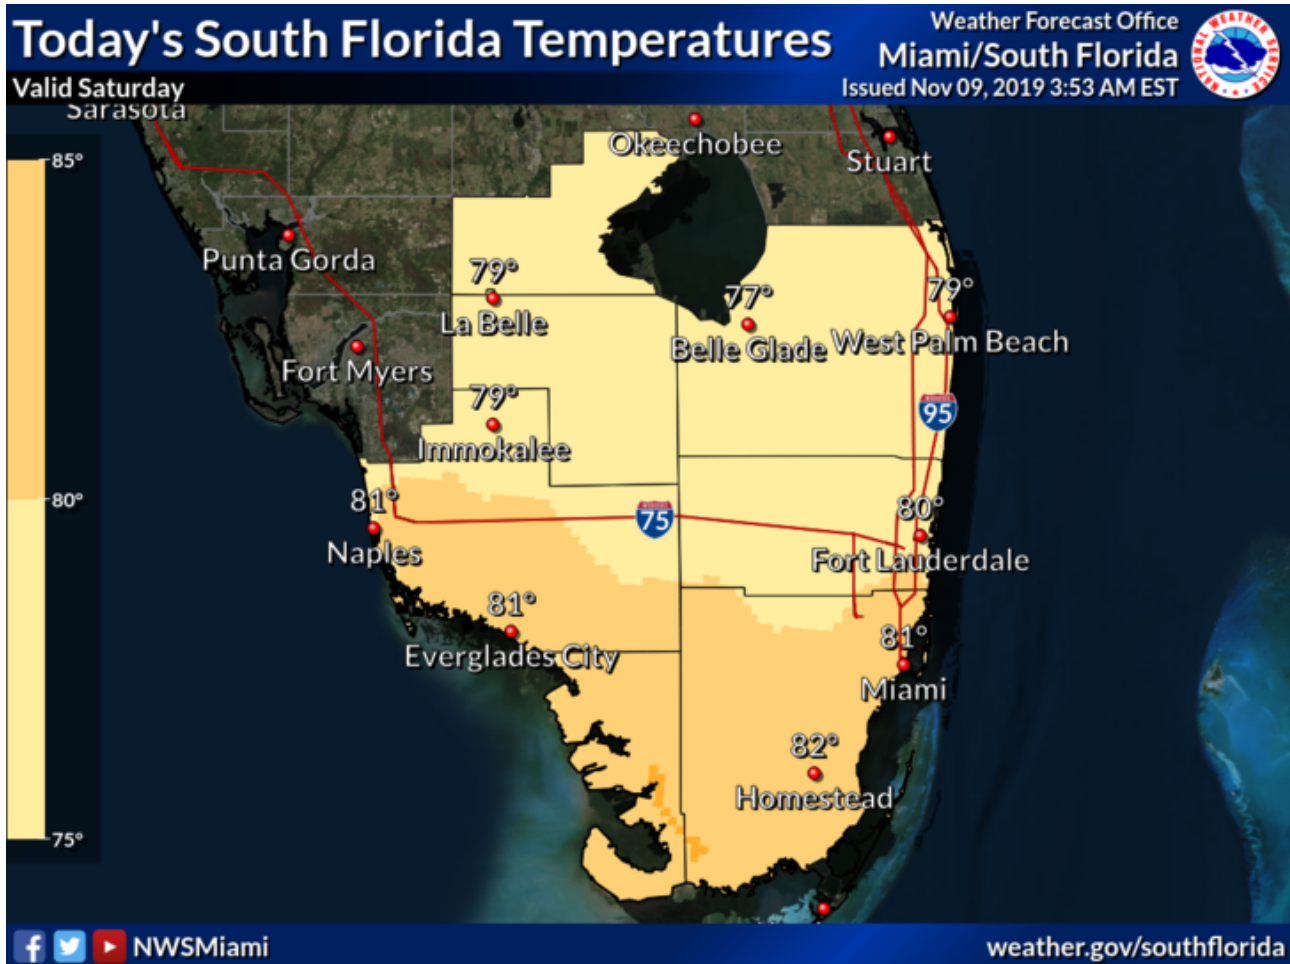 Today's South Florida Temperatures
Weather Forecast Office
Miami/South Florida
Issued Nov 09, 2019 3:53 AM EST
NATIONAL WEATHER SERVICE
Valid Saturday
Sarasota
Okeechobee
Stuart
85°
Punta Gorda
79°
La Belle
77°
Belle Glade
79°
West Palm Beach
Fort Myers
79°
Immokalee
95
80°
81°
Naples
75
80°
Fort Lauderdale
81°
Everglades City
81°
Miami
82°
Homestead
75°
NWSMiami
weather.gov/southflorida